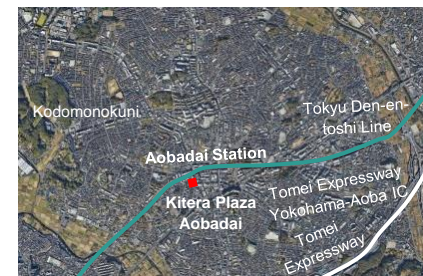 Kodomonokuni
Tokyu Den-en-
toshi Line
Aobadai Station
Kitera Plaza
Aobadai
Tomei Expressway
Yokohama-Aoba IC
Tomei
Expressway